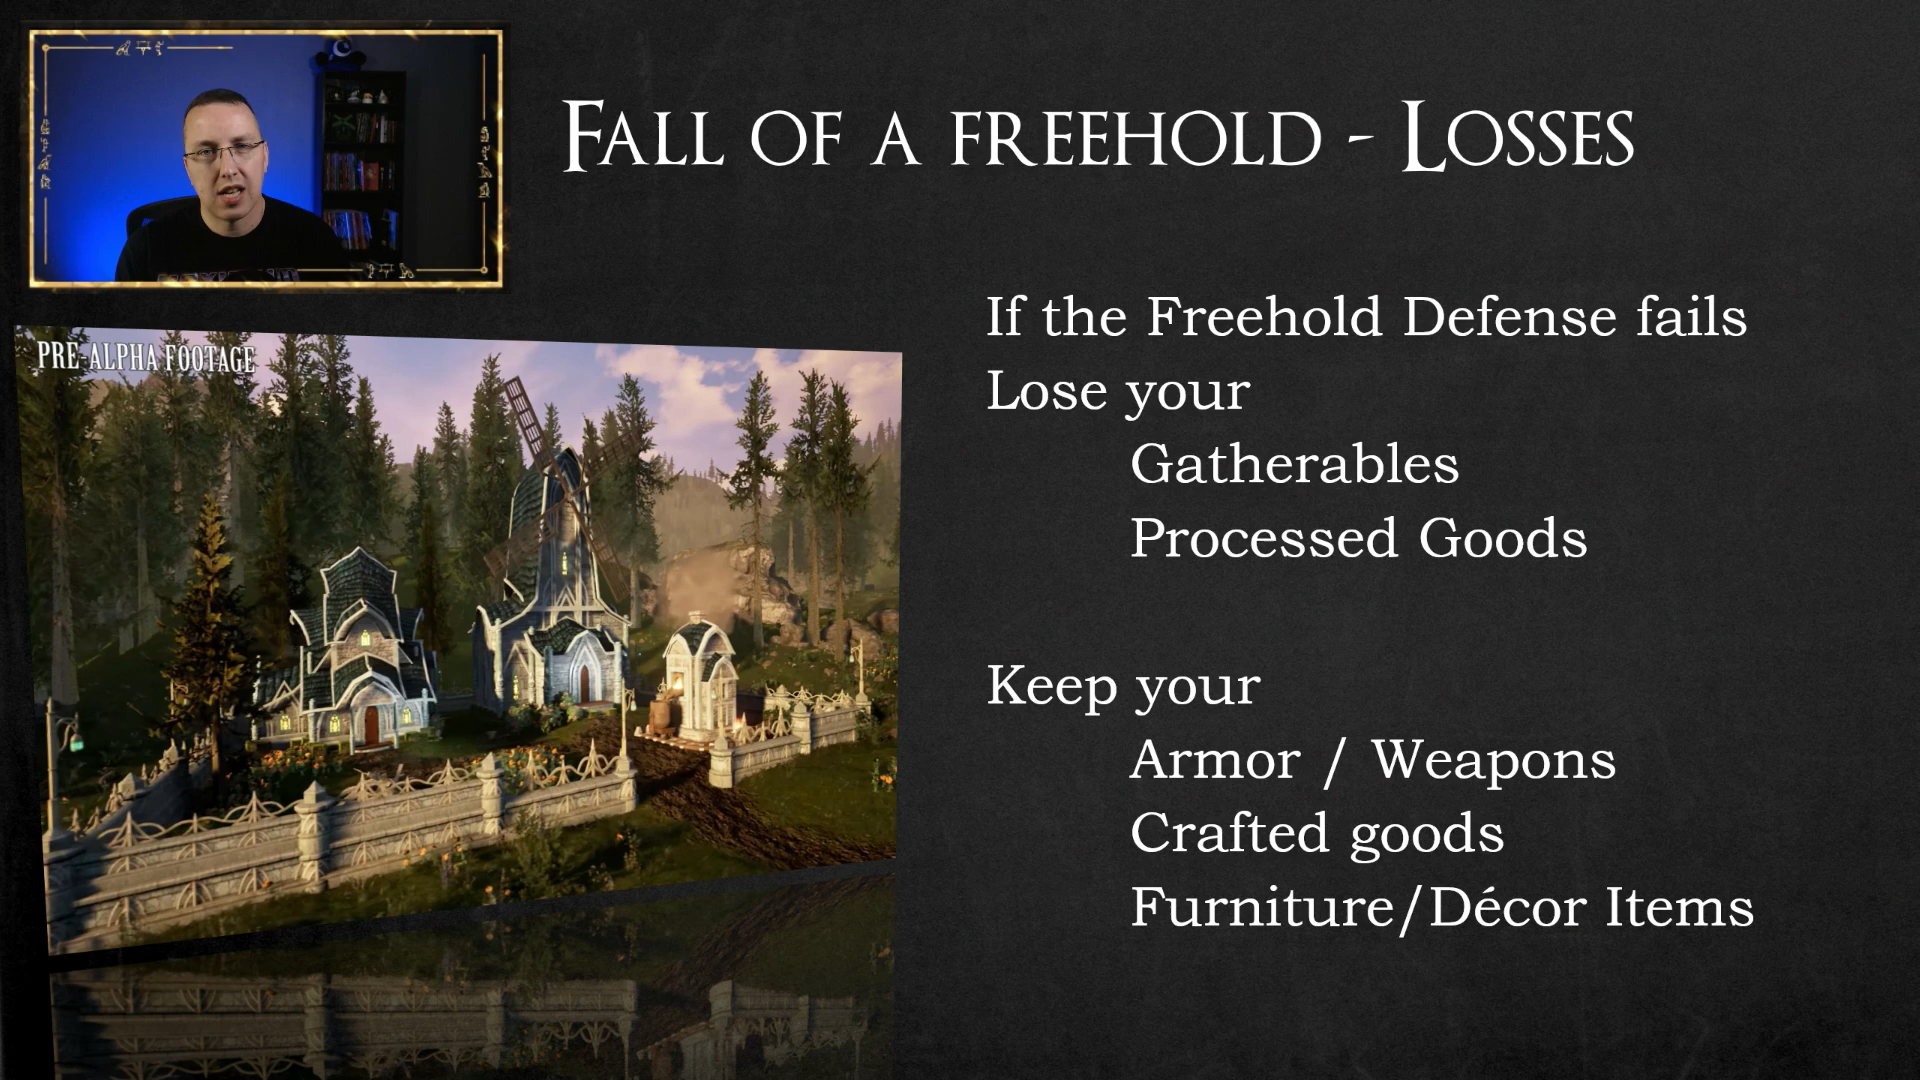 Fall of a freehold - Losses
PRE-ALPHA FOOTAGE
If the Freehold Defense fails
Lose your
Gatherables
Processed Goods
Keep your
Armor / Weapons
Crafted goods
Furniture/Décor Items